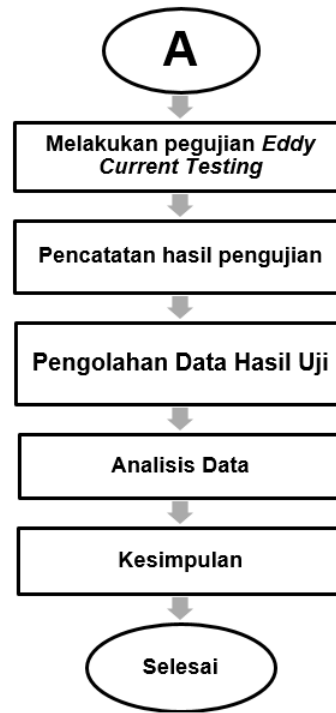 A
Melakukan pegujian Eddy
Current Testing
Pencatatan hasil pengujian
Pengolahan Data Hasil Uji
Analisis Data
Kesimpulan
Selesai